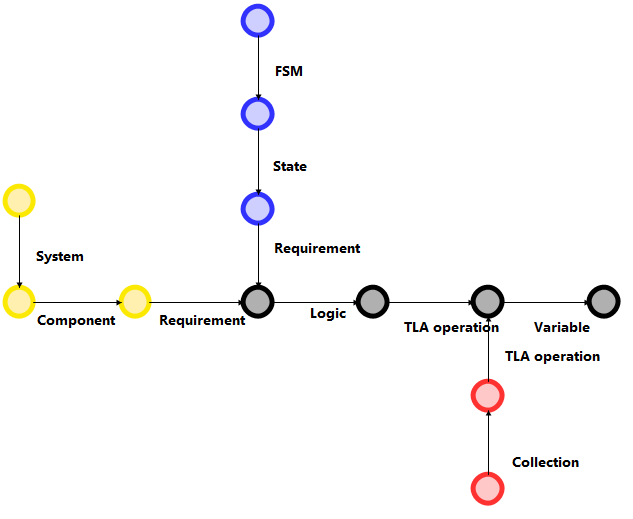 FSM
State
Requirement
System
Component
Requirement
Logic
TLA operation
Variable
TLA operation
Collection